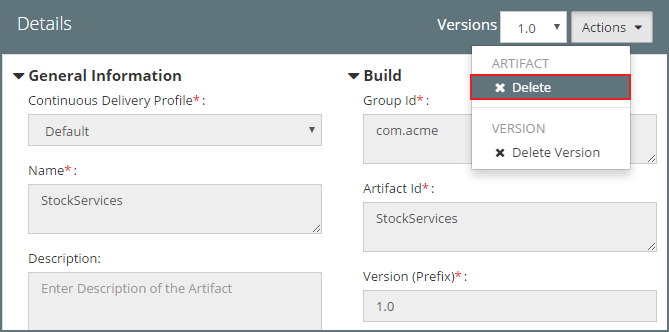 Details
Versions 1.0 Actions
ARTIFACT
Delete
VERSION
Delete Version
General Information
Continuous Delivery Profile*:
Default
Name*:
StockServices
Description:
Enter Description of the Artifact
Build
Group Id*:
com.acme
Artifact Id*:
StockServices
Version (Prefix)*:
1.0